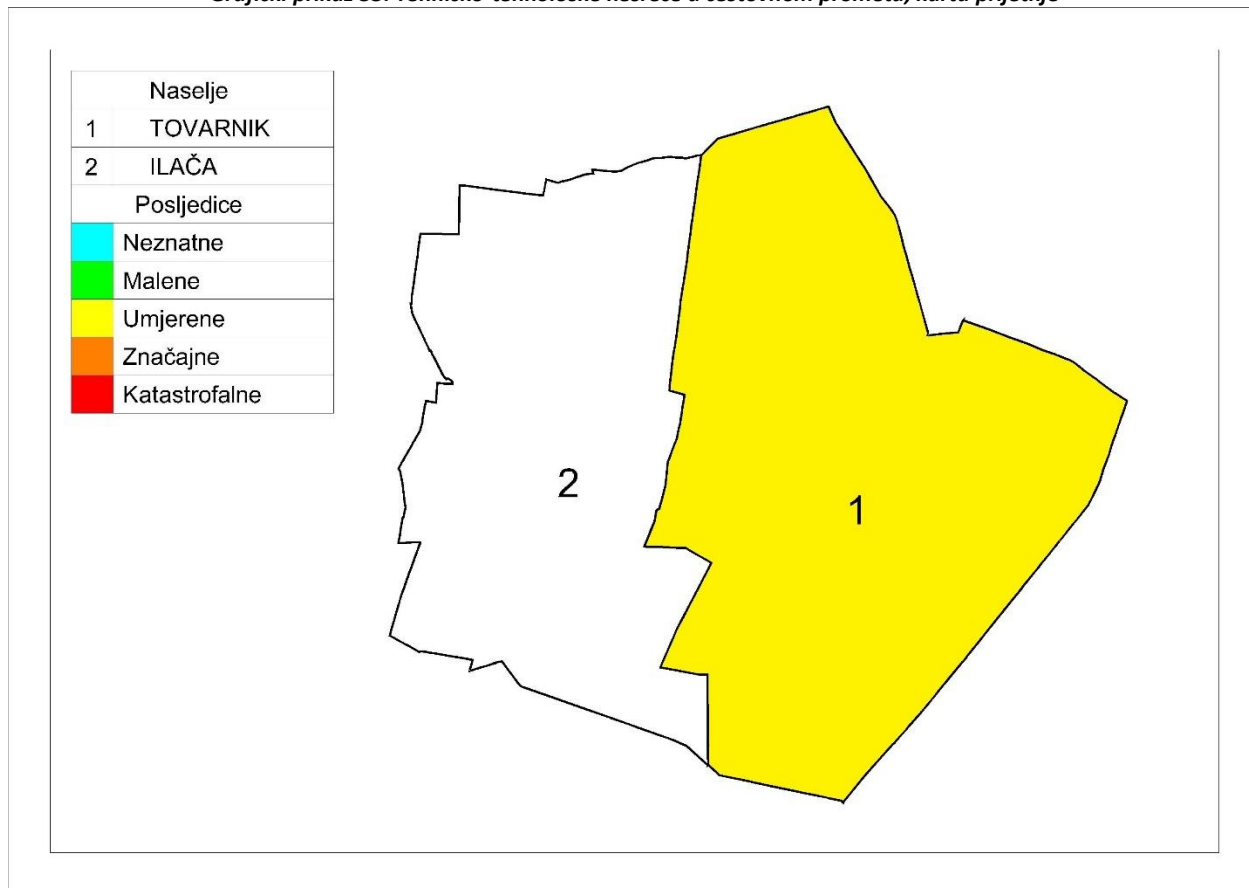 Naselje
1 TOVARNIK
2 ILAČA
Posljedice
Neznatne
Malene
Umjerene
Značajne
Katastrofalne
2
1